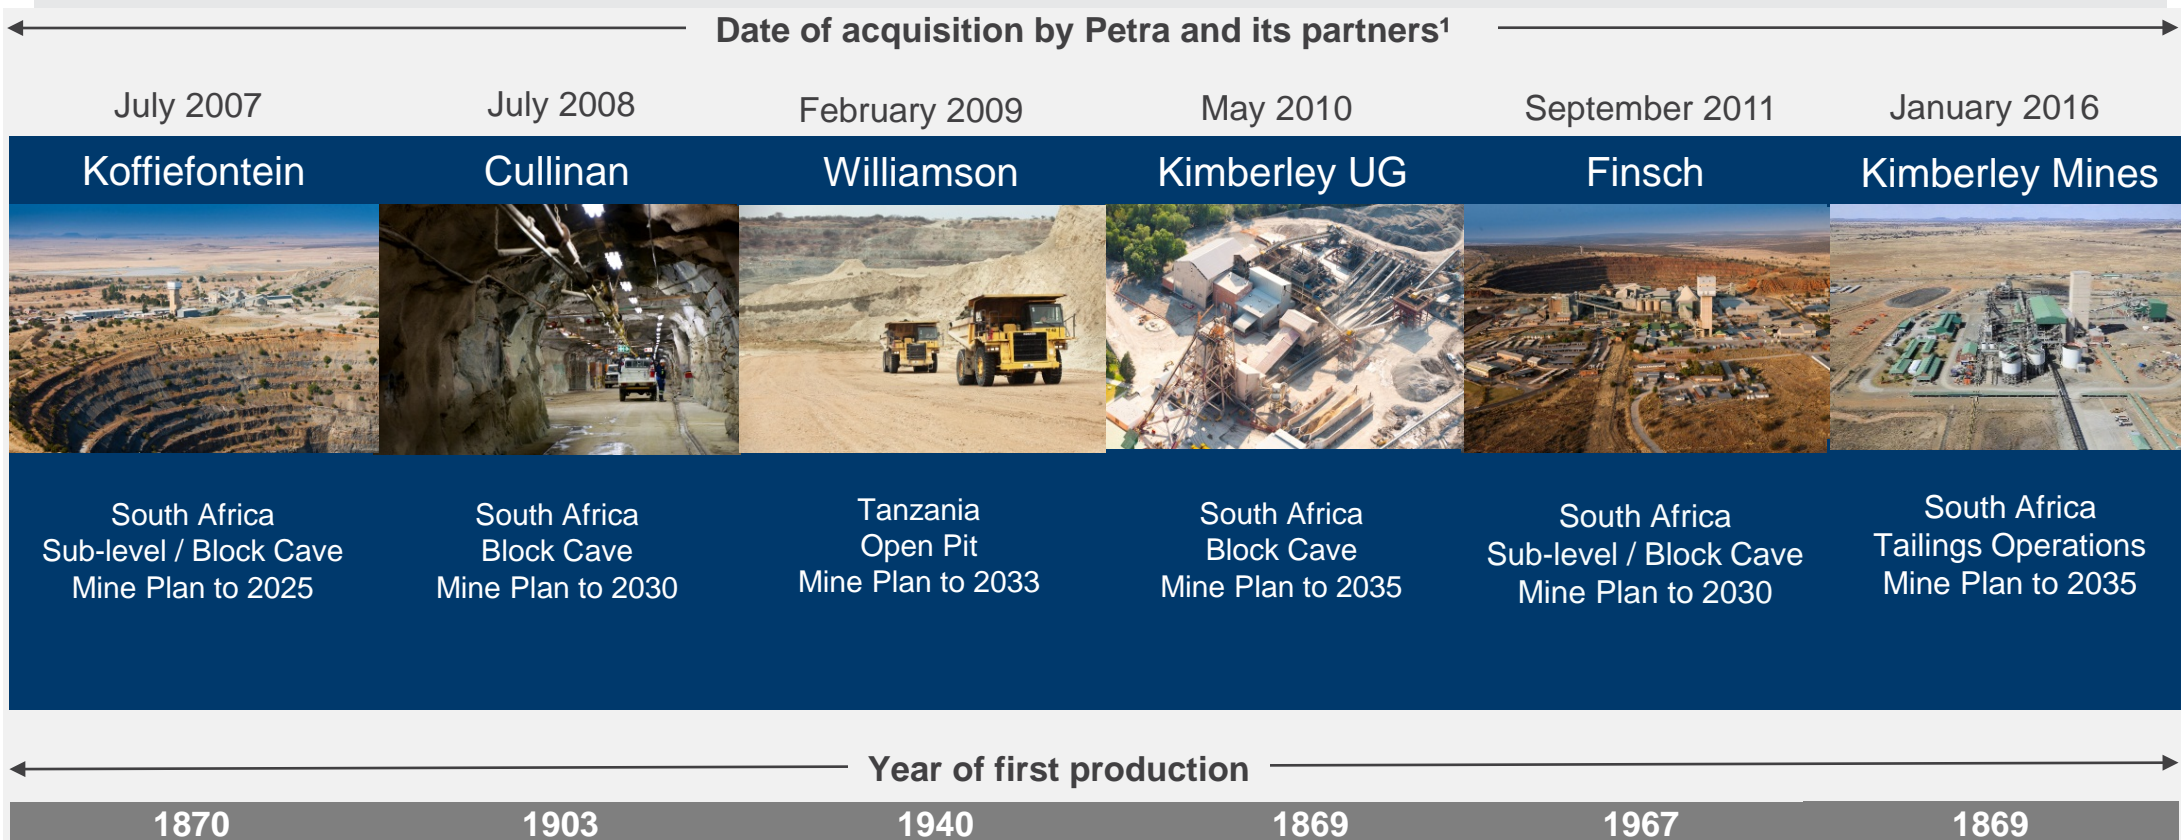 Date of acquisition by Petra and its partners¹
July 2007
July 2008
February 2009
May 2010
September 2011
January 2016
Koffiefontein
Cullinan
Williamson
Kimberley UG
Finsch
Kimberley Mines
South Africa
Sub-level / Block Cave
Mine Plan to 2025
South Africa
Block Cave
Mine Plan to 2030
Tanzania
Open Pit
Mine Plan to 2033
South Africa
Block Cave
Mine Plan to 2035
South Africa
Sub-level / Block Cave
Mine Plan to 2030
South Africa
Tailings Operations
Mine Plan to 2035
Year of first production
1870
1903
1940
1869
1967
1869